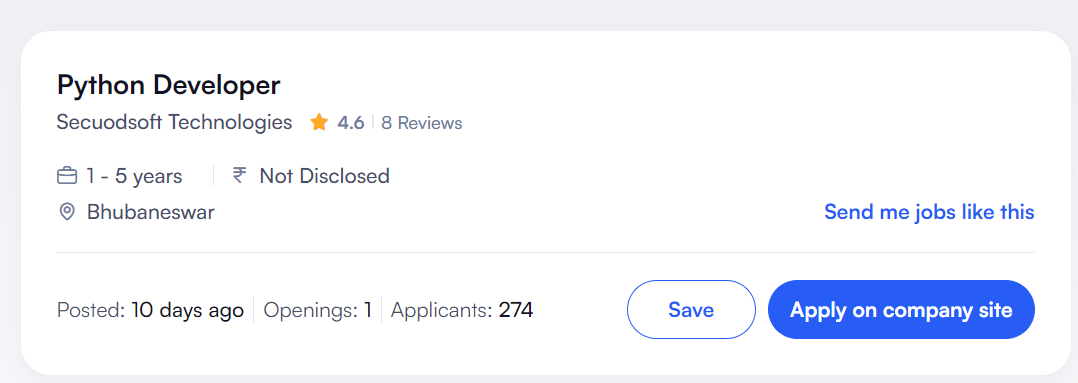 Python Developer
Secuodsoft Technologies 4.6 | 8 Reviews
1 - 5 years | ₹ Not Disclosed
Bhubaneswar
Send me jobs like this
Posted: 10 days ago | Openings: 1 | Applicants: 274
Save
Apply on company site